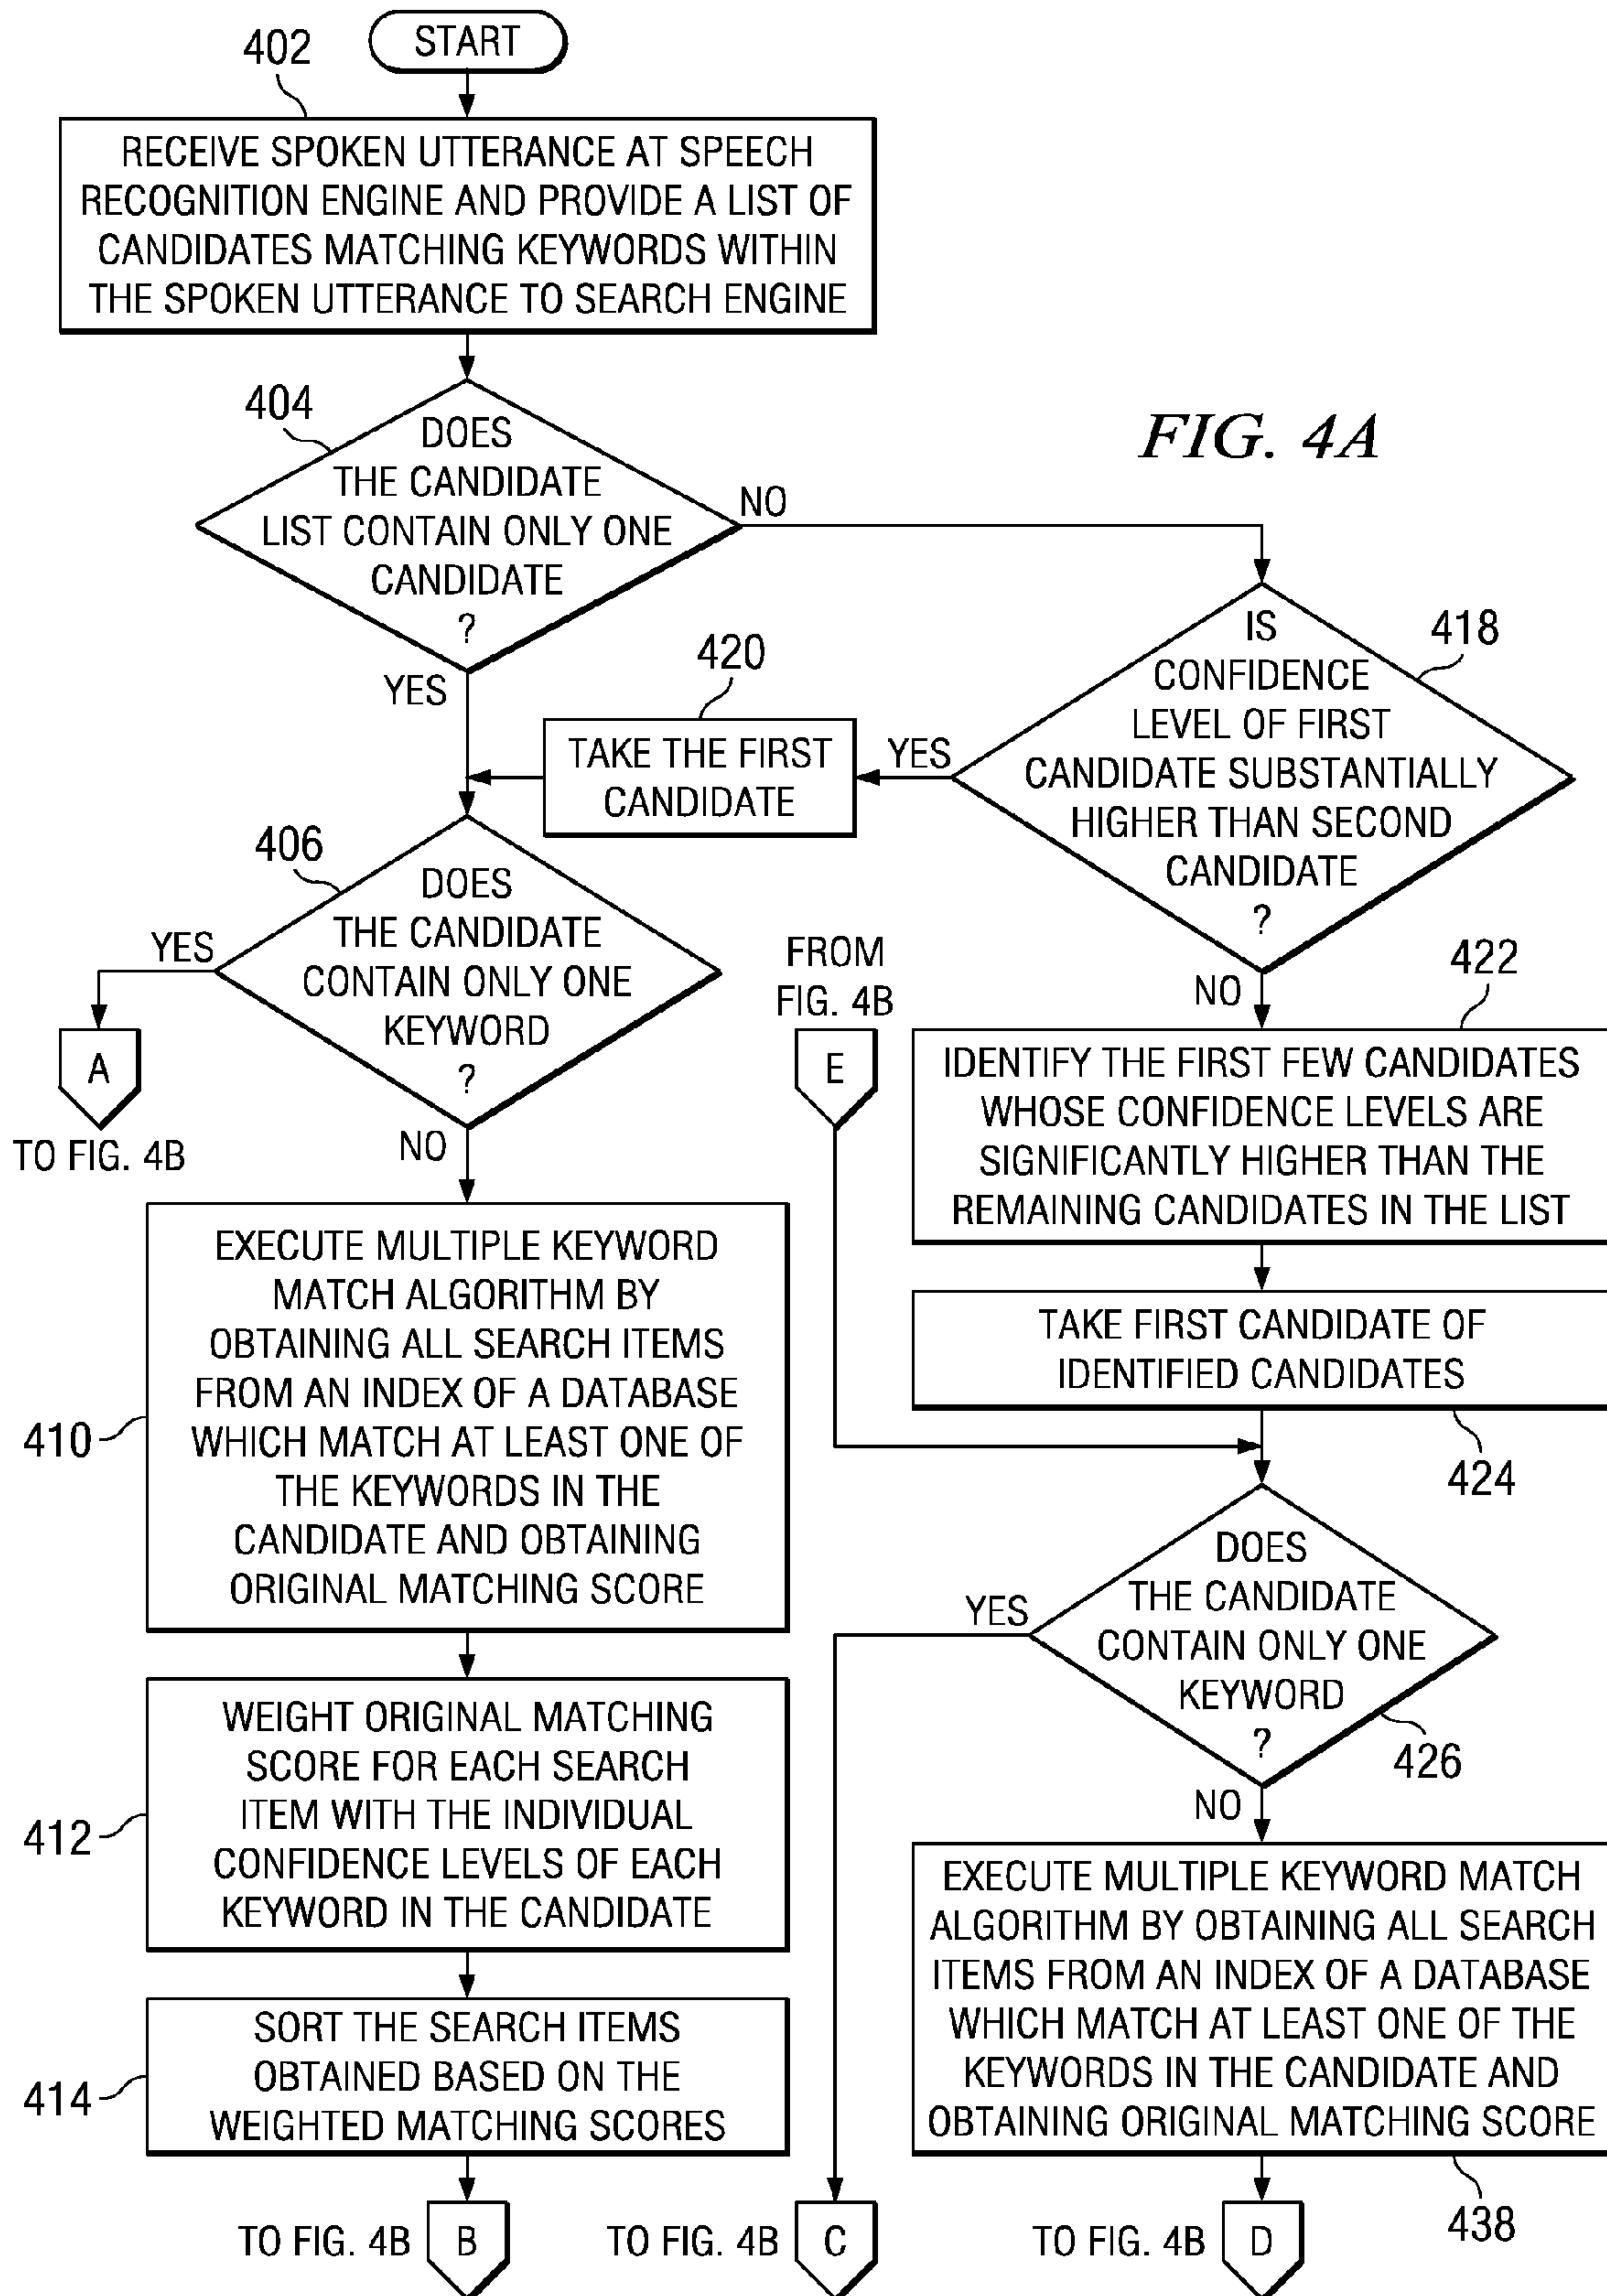 START
402
RECEIVE SPOKEN UTTERANCE AT SPEECH
RECOGNITION ENGINE AND PROVIDE A LIST OF
CANDIDATES MATCHING KEYWORDS WITHIN
THE SPOKEN UTTERANCE TO SEARCH ENGINE
FIG. 4A
404
DOES
THE CANDIDATE
LIST CONTAIN ONLY ONE
CANDIDATE
?
NO
YES
418
IS
CONFIDENCE
LEVEL OF FIRST
CANDIDATE SUBSTANTIALLY
HIGHER THAN SECOND
CANDIDATE
?
YES
NO
420
TAKE THE FIRST
CANDIDATE
406
DOES
THE CANDIDATE
CONTAIN ONLY ONE
KEYWORD
?
YES
NO
A
TO FIG. 4B
FROM
FIG. 4B
E
422
IDENTIFY THE FIRST FEW CANDIDATES
WHOSE CONFIDENCE LEVELS ARE
SIGNIFICANTLY HIGHER THAN THE
REMAINING CANDIDATES IN THE LIST
TAKE FIRST CANDIDATE OF
IDENTIFIED CANDIDATES
424
410
EXECUTE MULTIPLE KEYWORD
MATCH ALGORITHM BY
OBTAINING ALL SEARCH ITEMS
FROM AN INDEX OF A DATABASE
WHICH MATCH AT LEAST ONE OF
THE KEYWORDS IN THE
CANDIDATE AND OBTAINING
ORIGINAL MATCHING SCORE
412
WEIGHT ORIGINAL MATCHING
SCORE FOR EACH SEARCH
ITEM WITH THE INDIVIDUAL
CONFIDENCE LEVELS OF EACH
KEYWORD IN THE CANDIDATE
414
SORT THE SEARCH ITEMS
OBTAINED BASED ON THE
WEIGHTED MATCHING SCORES
TO FIG. 4B
B
DOES
THE CANDIDATE
CONTAIN ONLY ONE
KEYWORD
?
426
YES
NO
EXECUTE MULTIPLE KEYWORD MATCH
ALGORITHM BY OBTAINING ALL SEARCH
ITEMS FROM AN INDEX OF A DATABASE
WHICH MATCH AT LEAST ONE OF THE
KEYWORDS IN THE CANDIDATE AND
OBTAINING ORIGINAL MATCHING SCORE
438
TO FIG. 4B
C
TO FIG. 4B
D